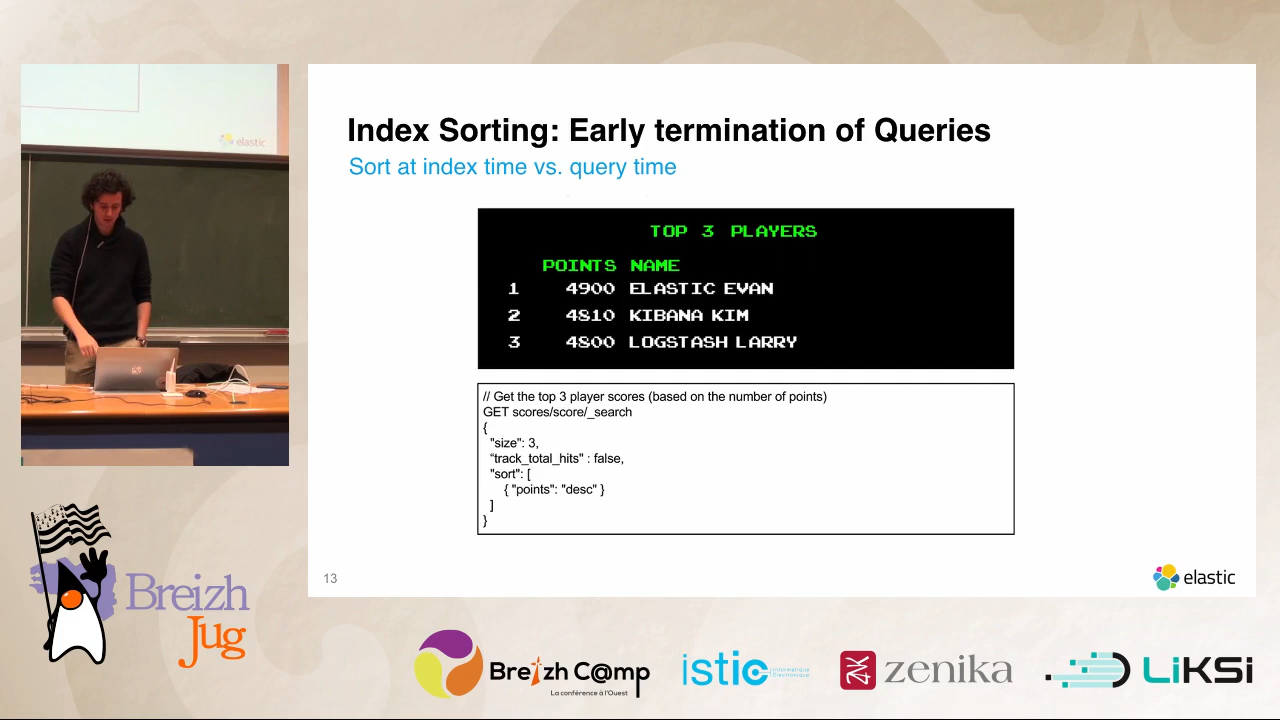 elastic
Index Sorting: Early termination of Queries
Sort at index time vs. query time
TOP 3 PLAYERS
POINTS NAME
1 4900 ELASTIC EVAN
2 4810 KIBANA KIM
3 4800 LOGSTASH LARRY
// Get the top 3 player scores (based on the number of points)
GET scores/score/_search
{
"size": 3,
“track_total_hits" : false,
"sort": [
{ "points": "desc" }
]
}
13
elastic
Breizh
Jug
Breizh C@mp
La conférence à l'Ouest
istic
Informatique
Electronique
ZK
zenika
LiKSi